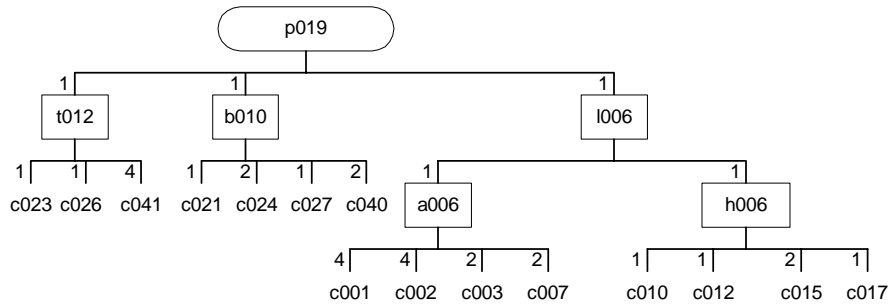 p019
1 1 1
t012 b010 l006
1 1 4 1 2 1 2 1 1
c023 c026 c041 c021 c024 c027 c040 a006 h006
4 4 2 2 1 1 2 1
c001 c002 c003 c007 c010 c012 c015 c017